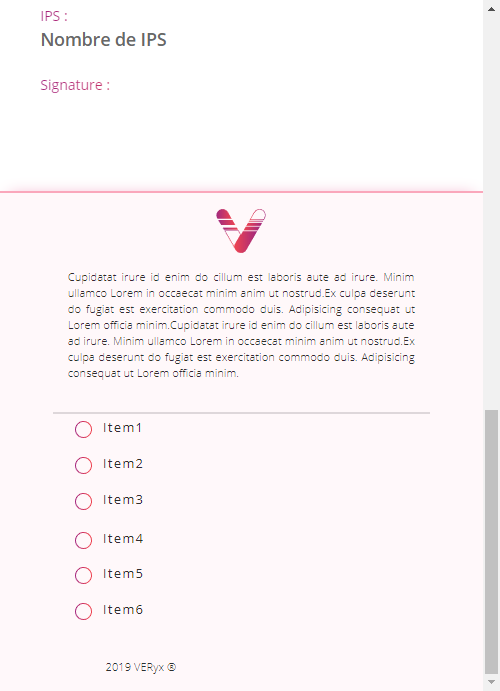 IPS :
Nombre de IPS
Signature :
Cupidatat irure id enim do cillum est laboris aute ad irure. Minim
ullamco Lorem in occaecat minim anim ut nostrud.Ex culpa deserunt
do fugiat est exercitation commodo duis. Adipisicing consequat ut
Lorem officia minim.Cupidatat irure id enim do cillum est laboris aute
ad irure. Minim ullamco Lorem in occaecat minim anim ut nostrud.Ex
culpa deserunt do fugiat est exercitation commodo duis. Adipisicing
consequat ut Lorem officia minim.
Item1
Item2
Item3
Item4
Item5
Item6
2019 VERyx ®